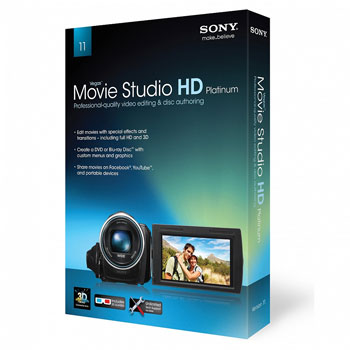 SONY
make.believe
11
Vegas
Movie Studio HD Platinum
Professional-quality video editing & disc authoring
• Edit movies with special effects and
transitions – including full HD and 3D
• Create a DVD or Blu-ray Disc™ with
custom menus and graphics
• Share movies on Facebook®, YouTube™,
and portable devices
3D
SONY
Vegas
Movie Studio HD
Platinum